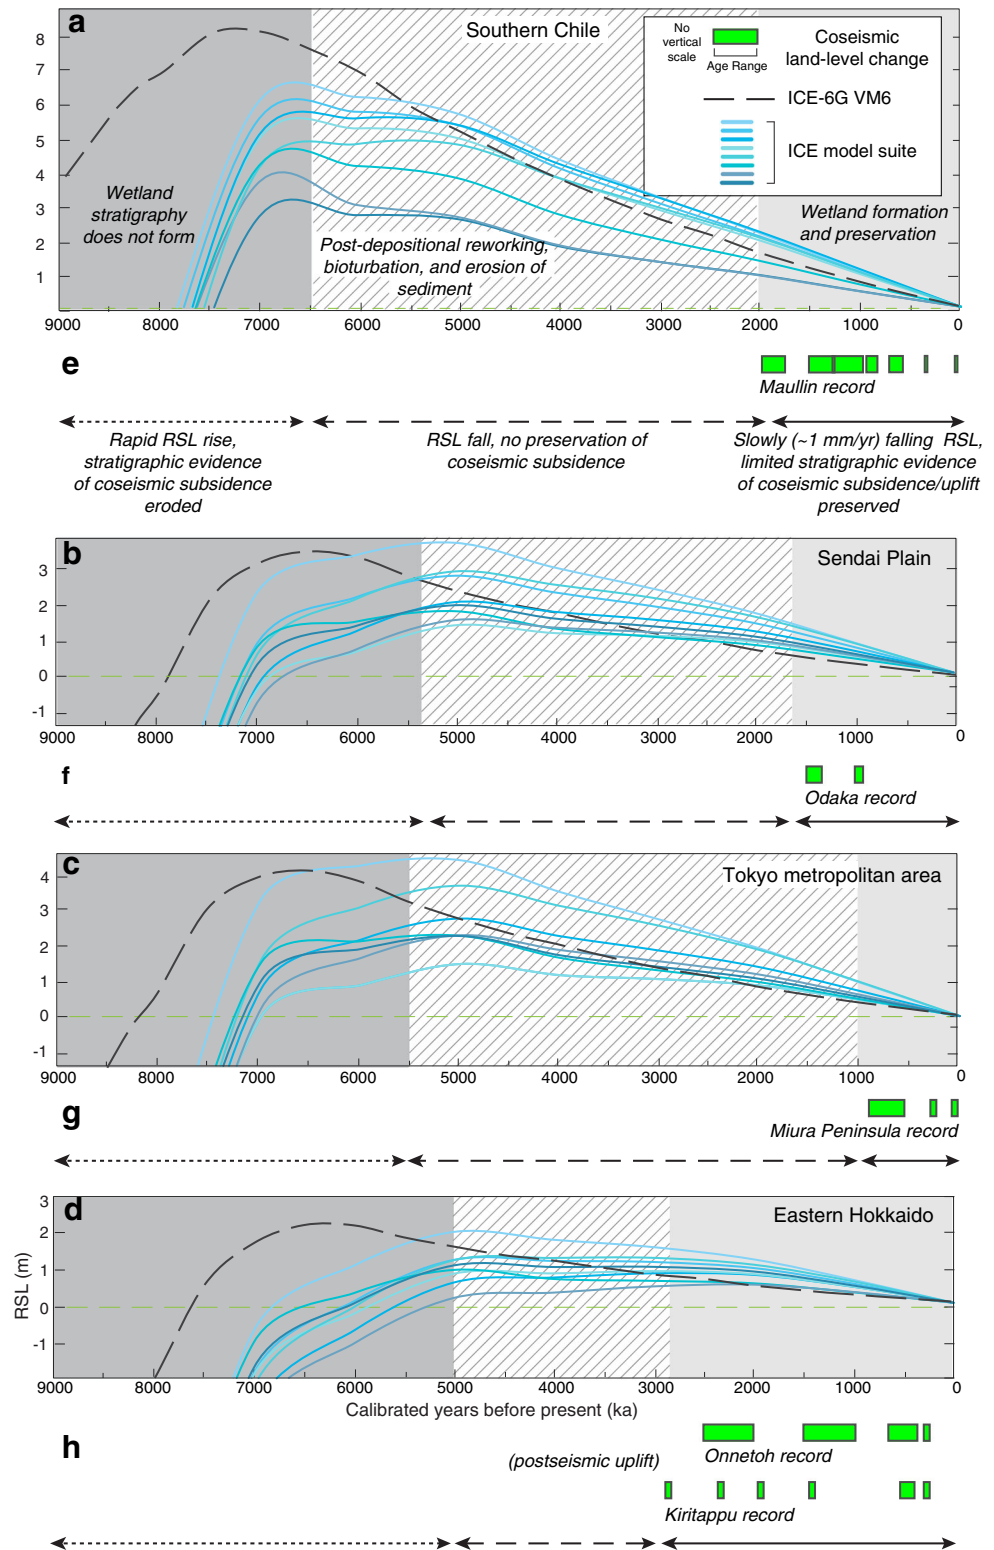 a
Southern Chile
No
vertical
scale
Age Range
Coseismic
land-level change
ICE-6G VM6
ICE model suite
8
7
6
5
4
3
2
1
Wetland
stratigraphy
does not form
Post-depositional reworking,
bioturbation, and erosion of
sediment
Wetland formation
and preservation
9000 8000 7000 6000 5000 4000 3000 2000 1000 0
e
Maullin record
Rapid RSL rise,
stratigraphic evidence
of coseismic subsidence
eroded
RSL fall, no preservation of
coseismic subsidence
Slowly (~1 mm/yr) falling RSL,
limited stratigraphic evidence
of coseismic subsidence/uplift
preserved
b
Sendai Plain
3
2
1
0
-1
9000 8000 7000 6000 5000 4000 3000 2000 1000 0
f
Odaka record
c
Tokyo metropolitan area
4
3
2
1
0
-1
9000 8000 7000 6000 5000 4000 3000 2000 1000 0
g
Miura Peninsula record
d
Eastern Hokkaido
3
2
1
0
-1
RSL (m)
9000 8000 7000 6000 5000 4000 3000 2000 1000 0
Calibrated years before present (ka)
h
Onnetoh record
(postseismic uplift)
Kiritappu record